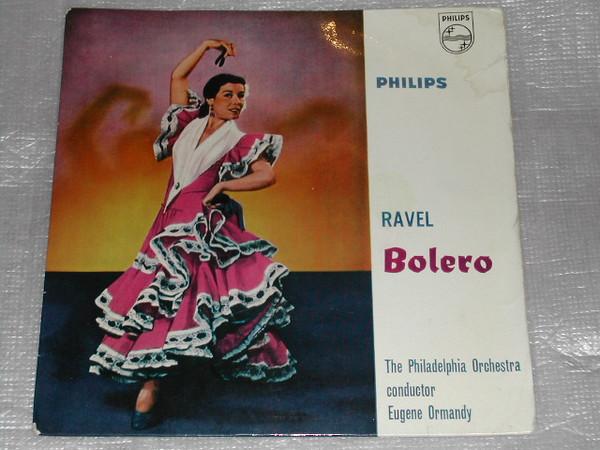 PHILIPS
PHILIPS
RAVEL
Bolero
The Philadelphia Orchestra
conductor
Eugene Ormandy